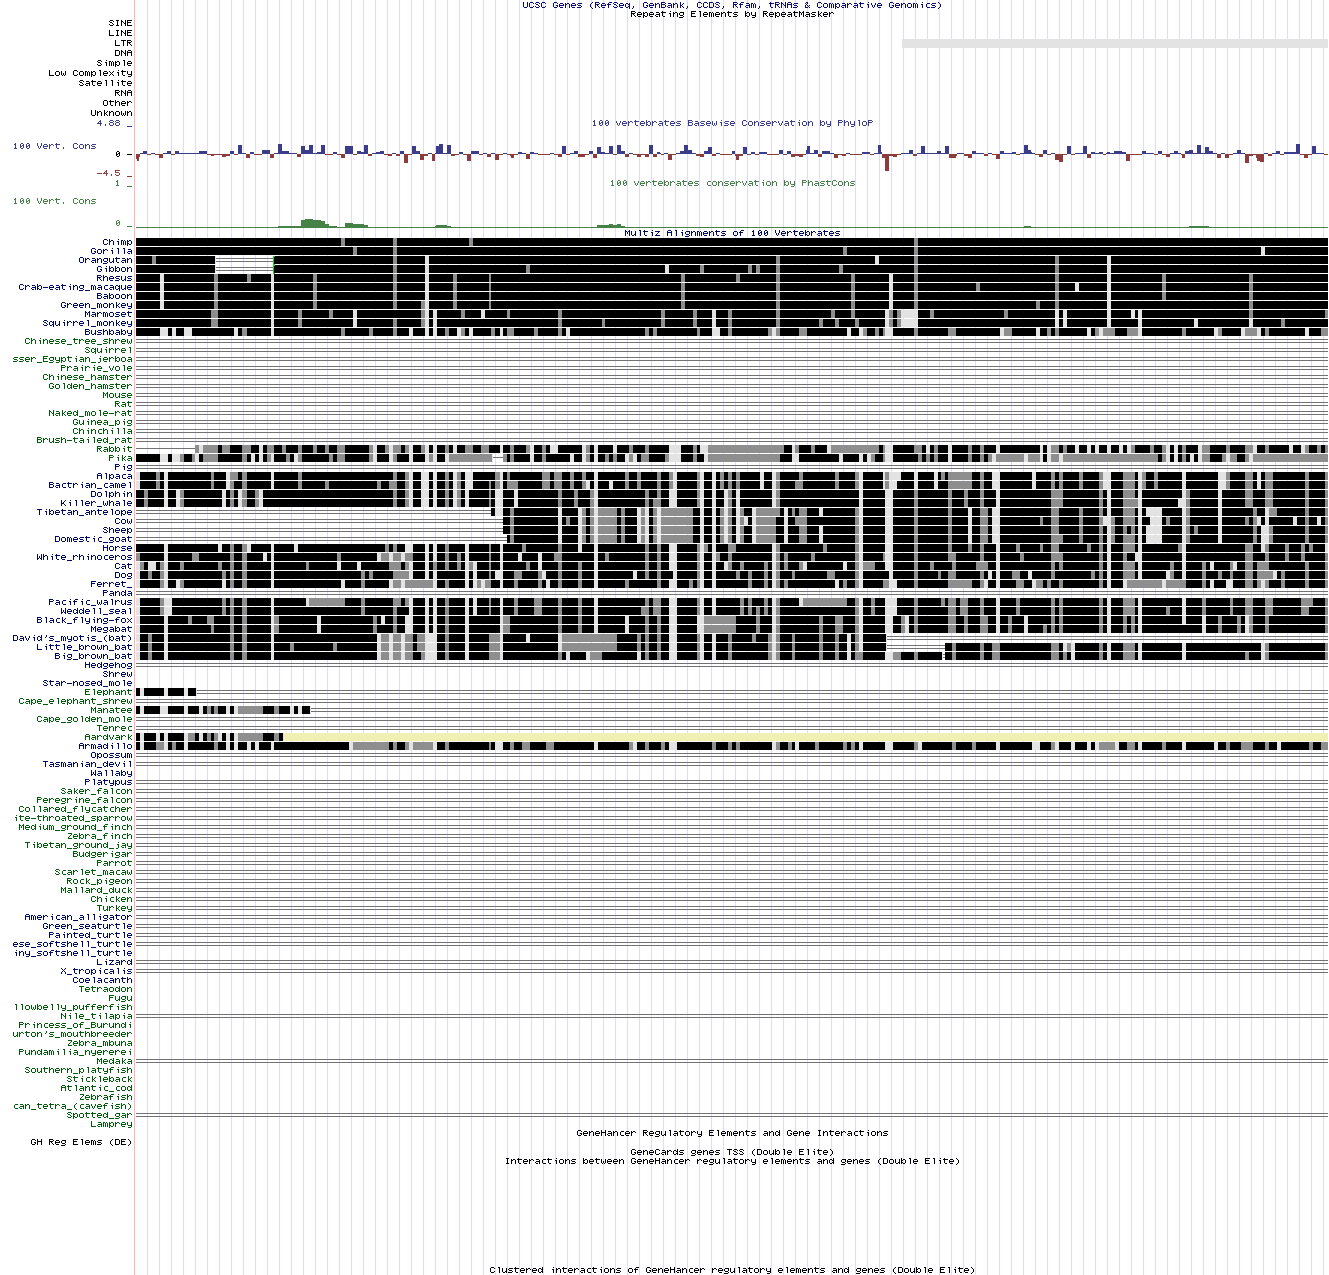 UCSC Genes (RefSeq, GenBank, CCDS, Rfam, tRNAs & Comparative Genomics)
Repeating Elements by RepeatMasker
SINE
LINE
LTR
DNA
Simple
Low Complexity
Satellite
RNA
Other
Unknown
4.88 _
100 vertebrates Basewise Conservation by PhyloP
100 Vert. Cons
0 _
-4.5 _
1 _
100 vertebrates conservation by PhastCons
100 Vert. Cons
0 _
Multiz Alignments of 100 Vertebrates
Chimp
Gorilla
Orangutan
Gibbon
Rhesus
Crab-eating_macaque
Baboon
Green_monkey
Marmoset
Squirrel_monkey
Bushbaby
Chinese_tree_shrew
Squirrel
sser_Egyptian_jerboa
Prairie_vole
Chinese_hamster
Golden_hamster
Mouse
Rat
Naked_mole-rat
Guinea_pig
Chinchilla
Brush-tailed_rat
Rabbit
Pika
Pig
Alpaca
Bactrian_camel
Dolphin
Killer_whale
Tibetan_antelope
Cow
Sheep
Domestic_goat
Horse
White_rhinoceros
Cat
Dog
Ferret_
Panda
Pacific_walrus
Weddell_seal
Black_flying-fox
Megabat
David's_myotis_(bat)
Little_brown_bat
Big_brown_bat
Hedgehog
Shrew
Star-nosed_mole
Elephant
Cape_elephant_shrew
Manatee
Cape_golden_mole
Tenrec
Aardvark
Armadillo
Opossum
Tasmanian_devil
Wallaby
Platypus
Saker_falcon
Peregrine_falcon
Collared_flycatcher
ite-throated_sparrow
Medium_ground_finch
Zebra_finch
Tibetan_ground_jay
Budgerigar
Parrot
Scarlet_macaw
Rock_pigeon
Mallard_duck
Chicken
Turkey
American_alligator
Green_seaturtle
Painted_turtle
ese_softshell_turtle
iny_softshell_turtle
Lizard
X_tropicalis
Coelacanth
Tetraodon
Fugu
llowbelly_pufferfish
Nile_tilapia
Princess_of_Burundi
urton's_mouthbreeder
Zebra_mbuna
Pundamilia_nyererei
Medaka
Southern_platyfish
Stickleback
Atlantic_cod
Zebrafish
can_tetra_(cavefish)
Spotted_gar
Lamprey
GeneHancer Regulatory Elements and Gene Interactions
GH Reg Elems (DE)
GeneCards genes TSS (Double Elite)
Interactions between GeneHancer regulatory elements and genes (Double Elite)
Clustered interactions of GeneHancer regulatory elements and genes (Double Elite)